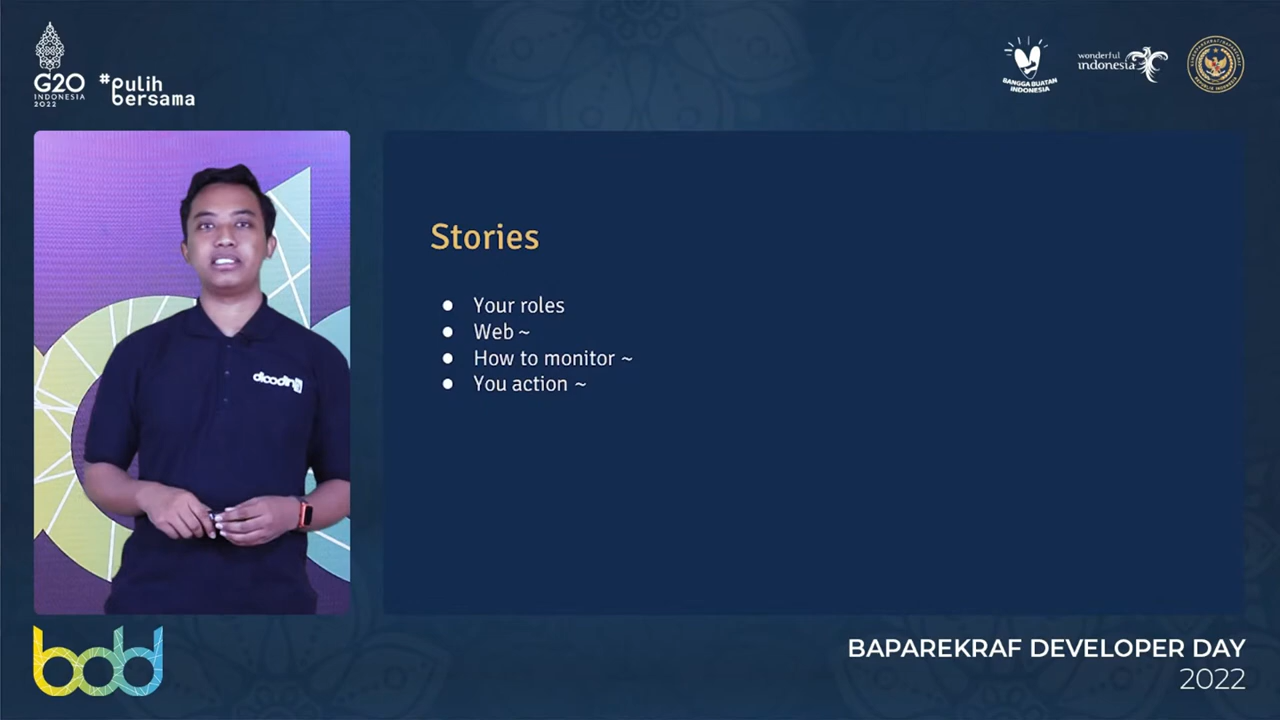 G20
INDONESIA
2022
#pulih
bersama
BANGGA BUATAN
INDONESIA
wonderful
indonesia
dicoding
Stories
● Your roles
● Web ~
● How to monitor ~
● You action ~
bdd
BAPAREKRAF DEVELOPER DAY
2022